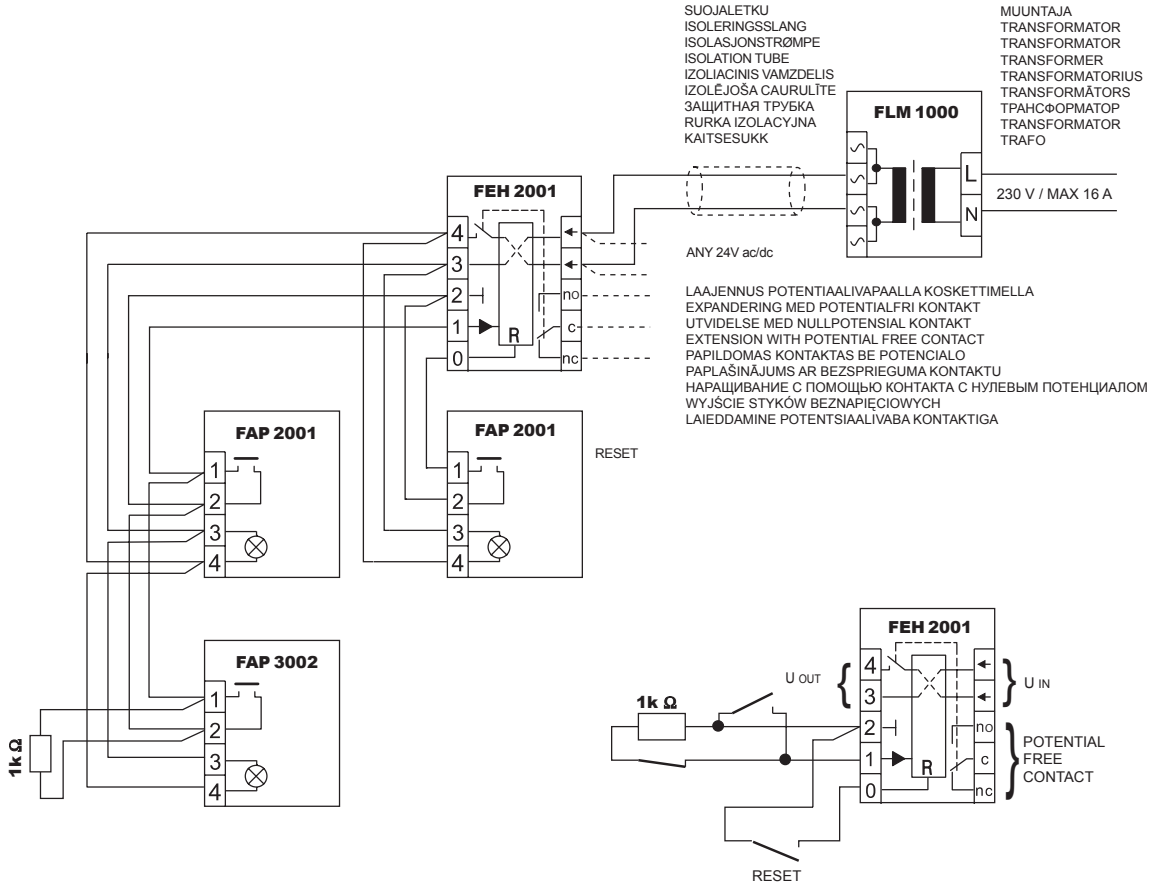 SUOJALETKU
ISOLERINGSSLANG
ISOLASJONSTRØMPE
ISOLATION TUBE
IZOLIACINIS VAMZDELIS
IZOLĒJOŠA CAURULĪTE
ЗАЩИТНАЯ ТРУБКА
RURKA IZOLACYJNA
KAITSESUKK
MUUNTAJA
TRANSFORMATOR
TRANSFORMATOR
TRANSFORMER
TRANSFORMATORIUS
TRANSFORMĀTORS
ТРАНСФОРМАТОР
TRANSFORMATOR
TRAFO
FLM 1000
L
N
230 V / MAX 16 A
FEH 2001
4
3
2
1
0
R
no
c
nc
ANY 24V ac/dc
LAAJENNUS POTENTIAALIVAPAALLA KOSKETTIMELLA
EXPANDERING MED POTENTIALFRI KONTAKT
UTVIDELSE MED NULLPOTENSIAL KONTAKT
EXTENSION WITH POTENTIAL FREE CONTACT
PAPILDOMAS KONTAKTAS BE POTENCIALO
PAPLAŠINĀJUMS AR BEZSPRIEGUMA KONTAKTU
НАРАЩИВАНИЕ С ПОМОЩЬЮ КОНТАКТА С НУЛЕВЫМ ПОТЕНЦИАЛОМ
WYJŚCIE STYKÓW BEZNAPIĘCIOWYCH
LAIEDDAMINE POTENTSIAALIVABA KONTAKTIGA
FAP 2001
1
2
3
4
FAP 2001
1
2
3
4
RESET
FAP 3002
1
2
3
4
1k Ω
FEH 2001
4
3
2
1
0
R
no
c
nc
U OUT
U IN
1k Ω
POTENTIAL
FREE
CONTACT
RESET